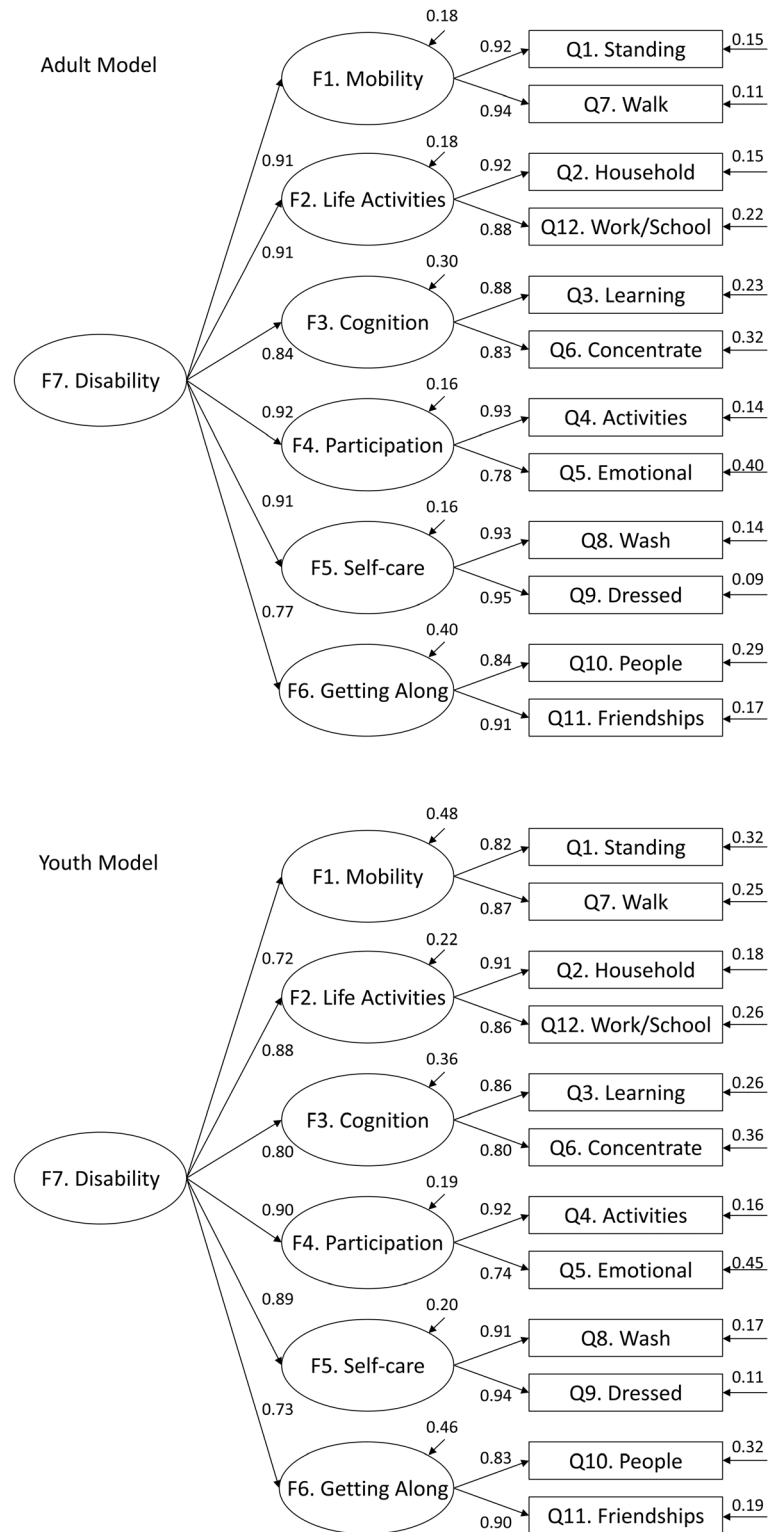 Adult Model
0.18
F1. Mobility
0.92
Q1. Standing
0.15
0.94
Q7. Walk
0.11
0.91
0.18
F2. Life Activities
0.92
Q2. Household
0.15
0.88
Q12. Work/School
0.22
0.91
0.30
F3. Cognition
0.88
Q3. Learning
0.23
0.83
Q6. Concentrate
0.32
0.84
F7. Disability
0.92
0.16
F4. Participation
0.93
Q4. Activities
0.14
0.78
Q5. Emotional
0.40
0.91
0.16
F5. Self-care
0.93
Q8. Wash
0.14
0.95
Q9. Dressed
0.09
0.77
0.40
F6. Getting Along
0.84
Q10. People
0.29
0.91
Q11. Friendships
0.17
Youth Model
0.48
F1. Mobility
0.82
Q1. Standing
0.32
0.87
Q7. Walk
0.25
0.72
0.22
F2. Life Activities
0.91
Q2. Household
0.18
0.86
Q12. Work/School
0.26
0.88
0.36
F3. Cognition
0.86
Q3. Learning
0.26
0.80
Q6. Concentrate
0.36
0.80
F7. Disability
0.90
0.19
F4. Participation
0.92
Q4. Activities
0.16
0.74
Q5. Emotional
0.45
0.89
0.20
F5. Self-care
0.91
Q8. Wash
0.17
0.94
Q9. Dressed
0.11
0.73
0.46
F6. Getting Along
0.83
Q10. People
0.32
0.90
Q11. Friendships
0.19